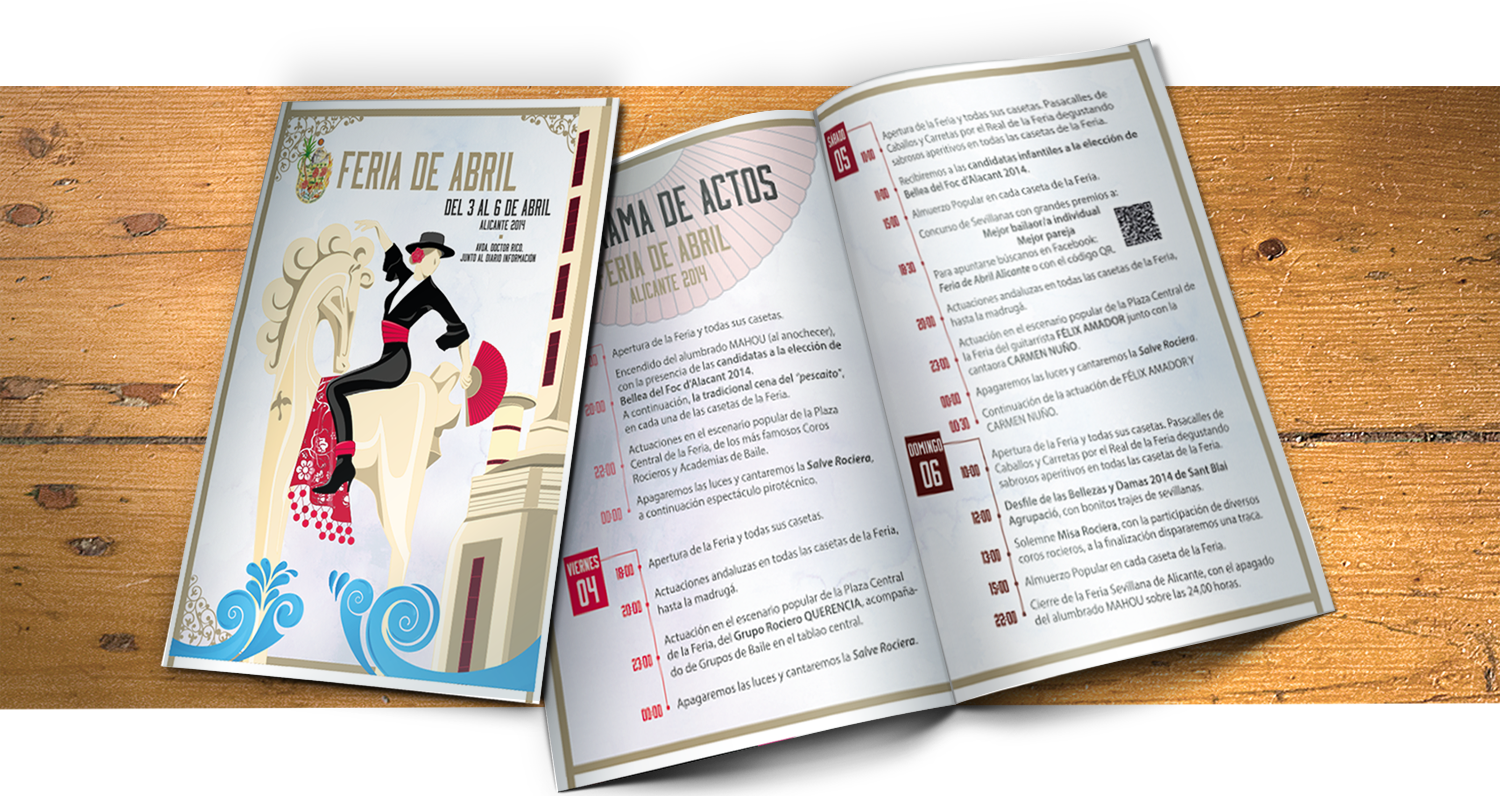 FERIA DE ABRIL
DEL 3 AL 6 DE ABRIL
ALICANTE 2014
AVDA. DOCTOR RICO.
JUNTO AL DIARIO INFORMACIÓN
RAMA DE ACTOS
FERIA DE ABRIL
ALICANTE 2014
Apertura de la Feria y todas sus casetas.
Encendido del alumbrado MAHOU (al anochecer),
con la presencia de las candidatas a la elección de
Bellea del Foc d'Alacant 2014.
20:00
A continuación, la tradicional cena del "pescaito",
en cada una de las casetas de la Feria.
Actuaciones en el escenario popular de la Plaza
22:00
Central de la Feria, de los más famosos Coros
Rocieros y Academias de Baile.
Apagaremos las luces y cantaremos la Salve Rociera,
00:00
a continuación espectáculo pirotécnico.
VIERNES
04
18:00
Apertura de la Feria y todas sus casetas.
20:00
Actuaciones andaluzas en todas las casetas de la Feria,
hasta la madrugá.
Actuación en el escenario popular de la Plaza Central
23:00
de la Feria, del Grupo Rociero QUERENCIA, acompaña-
do de Grupos de Baile en el tablao central.
00:00
Apagaremos las luces y cantaremos la Salve Rociera.
SABADO
05
10:00
Apertura de la Feria y todas sus casetas. Pasacalles de
Caballos y Carretas por el Real de la Feria degustando
sabrosos aperitivos en todas las casetas de la Feria.
11:00
Recibiremos a las candidatas infantiles a la elección de
Bellea del Foc d'Alacant 2014.
15:00
Almuerzo Popular en cada caseta de la Feria.
Concurso de Sevillanas con grandes premios a:
Mejor bailaor/a individual
Mejor pareja
19:30
Para apuntarse búscanos en Facebook:
Feria de Abril Alicante o con el código QR.
20:00
Actuaciones andaluzas en todas las casetas de la Feria,
hasta la madrugá.
23:00
Actuación en el escenario popular de la Plaza Central de
la Feria del guitarrista FÉLIX AMADOR junto con la
cantaora CARMEN NUÑO.
00:00
Apagaremos las luces y cantaremos la Salve Rociera.
00:30
Continuación de la actuación de FÉLIX AMADOR Y
CARMEN NUÑO.
DOMINGO
06
10:00
Apertura de la Feria y todas sus casetas. Pasacalles de
Caballos y Carretas por el Real de la Feria degustando
sabrosos aperitivos en todas las casetas de la Feria.
12:00
Desfile de las Bellezas y Damas 2014 de Sant Blai
Agrupació, con bonitos trajes de sevillanas.
13:00
Solemne Misa Rociera, con la participación de diversos
coros rocieros, a la finalización dispararemos una traca.
15:00
Almuerzo Popular en cada caseta de la Feria.
22:00
Cierre de la Feria Sevillana de Alicante, con el apagado
del alumbrado MAHOU sobre las 24,00 horas.